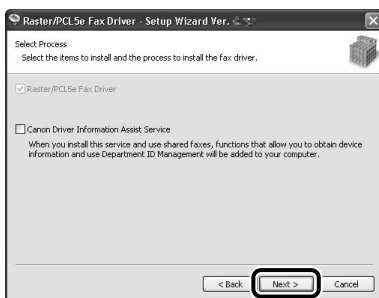 Raster/PCL5e Fax Driver - Setup Wizard Ver.
Select Process
Select the items to install and the process to install the fax driver.
Raster/PCL5e Fax Driver
Canon Driver Information Assist Service
When you install this service and use shared faxes, functions that allow you to obtain device
information and use Department ID Management will be added to your computer.
< Back
Next >
Cancel